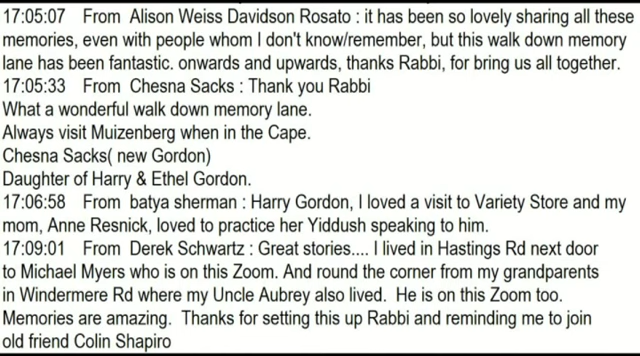 17:05:07 From Alison Weiss Davidson Rosato : it has been so lovely sharing all these
memories, even with people whom I don't know/remember, but this walk down memory
lane has been fantastic. onwards and upwards, thanks Rabbi, for bring us all together.
17:05:33 From Chesna Sacks : Thank you Rabbi
What a wonderful walk down memory lane.
Always visit Muizenberg when in the Cape.
Chesna Sacks( new Gordon)
Daughter of Harry & Ethel Gordon.
17:06:58 From batya sherman : Harry Gordon, I loved a visit to Variety Store and my
mom, Anne Resnick, loved to practice her Yiddush speaking to him.
17:09:01 From Derek Schwartz : Great stories.... I lived in Hastings Rd next door
to Michael Myers who is on this Zoom. And round the corner from my grandparents
in Windermere Rd where my Uncle Aubrey also lived. He is on this Zoom too.
Memories are amazing. Thanks for setting this up Rabbi and reminding me to join
old friend Colin Shapiro